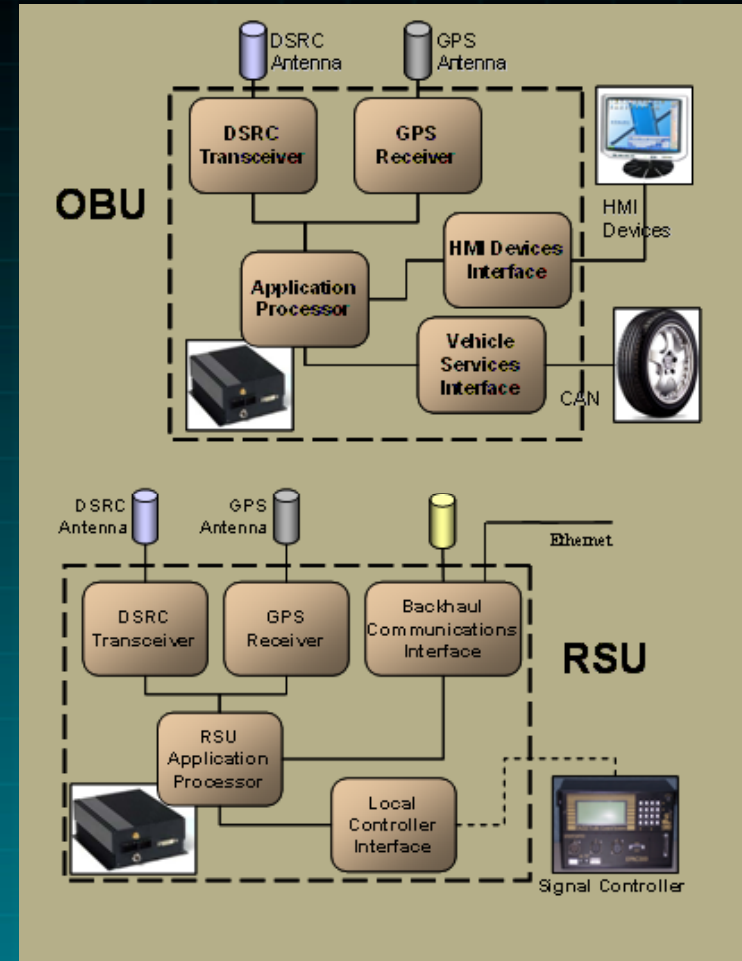 DSRC
Antenna
GPS
Antenna
DSRC
Transceiver
GPS
Receiver
OBU
HMI
Devices
HMI Devices
Interface
Application
Processor
Vehicle
Services
Interface
CAN
DSRC
Antenna
GPS
Antenna
Ethernet
DSRC
Transceiver
GPS
Receiver
Backhaul
Communications
Interface
RSU
RSU
Application
Processor
Local
Controller
Interface
Signal Controller